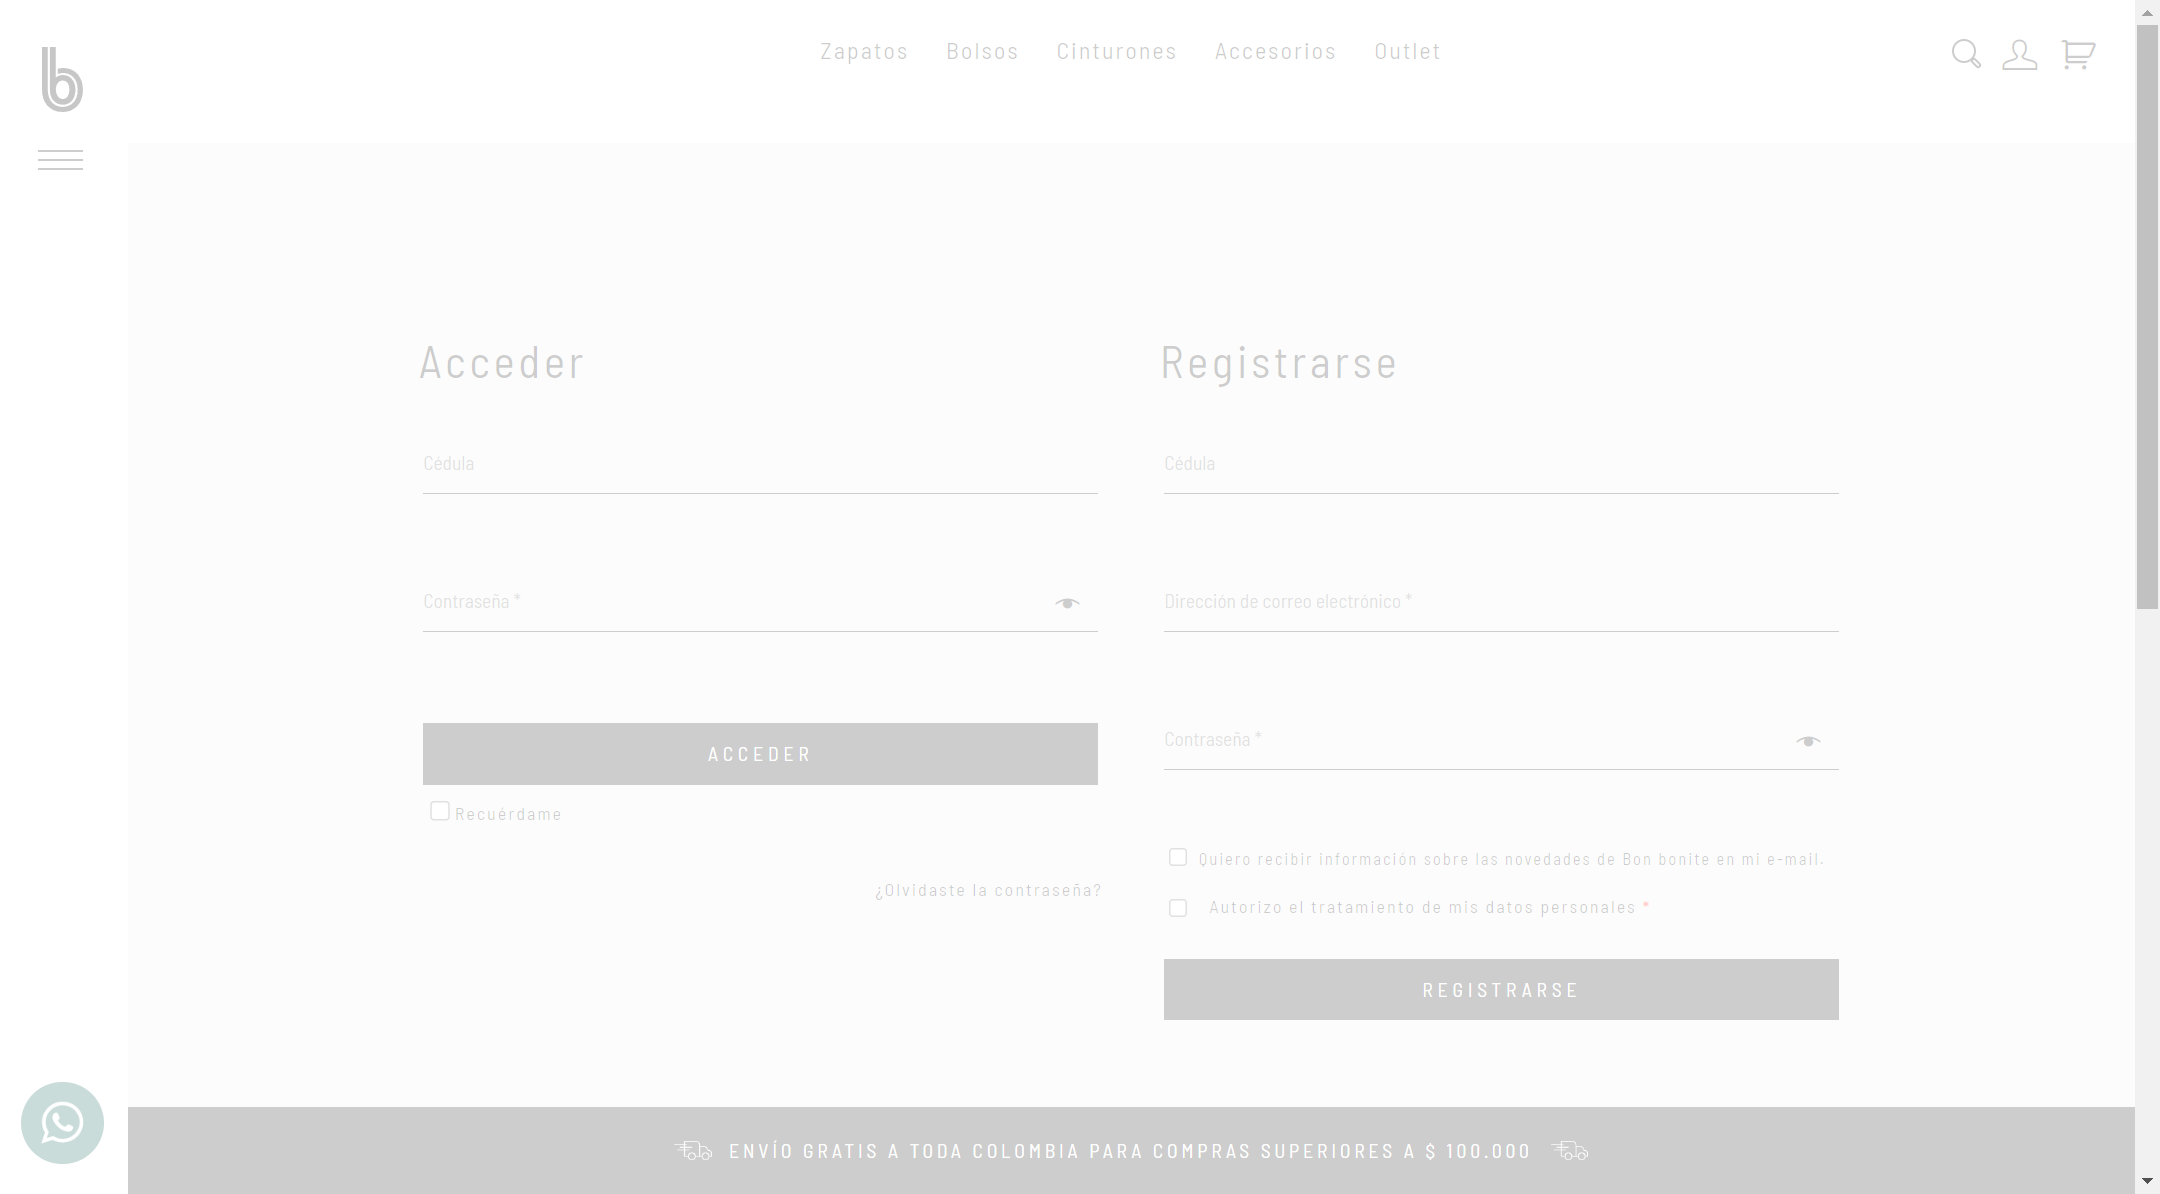 b
Zapatos Bolsos Cinturones Accesorios Outlet
Acceder
Cédula
Contraseña *
ACCEDER
Recuérdame
¿Olvidaste la contraseña?
Registrarse
Cédula
Dirección de correo electrónico *
Contraseña *
Quiero recibir información sobre las novedades de Bon bonite en mi e-mail.
Autorizo el tratamiento de mis datos personales *
REGISTRARSE
ENVÍO GRATIS A TODA COLOMBIA PARA COMPRAS SUPERIORES A $ 100.000